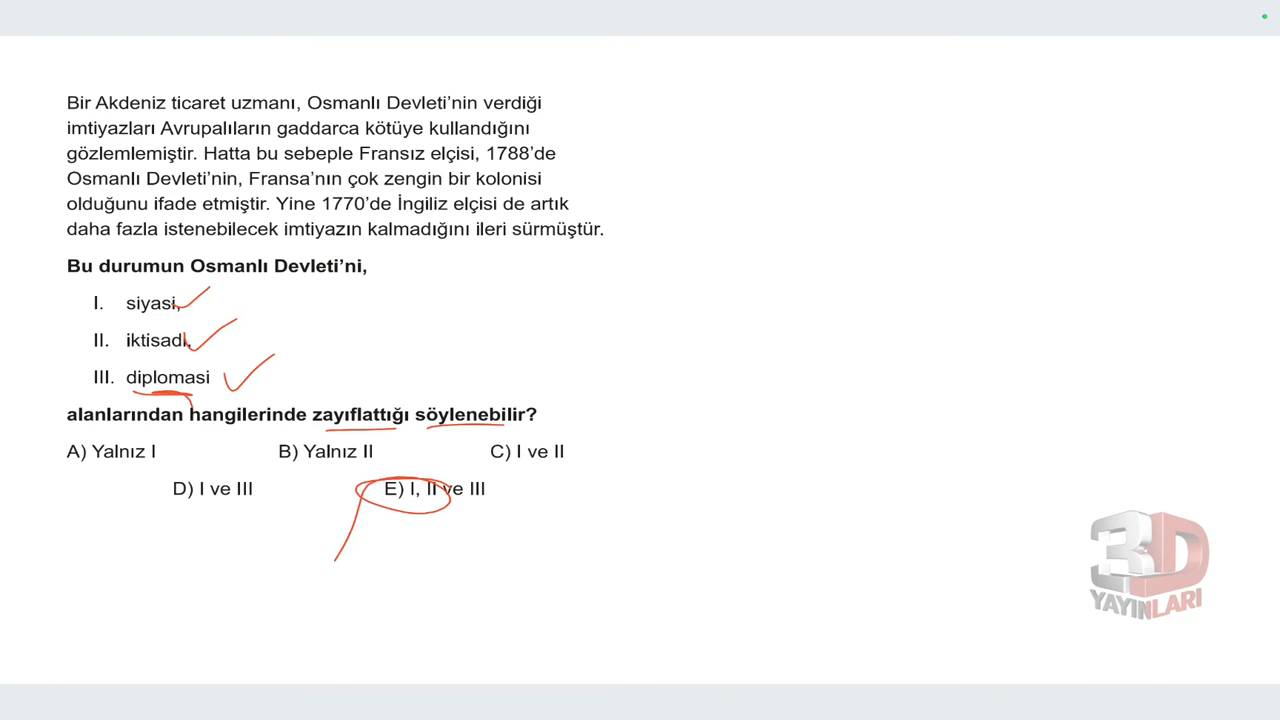 Bir Akdeniz ticaret uzmanı, Osmanlı Devleti’nin verdiği
imtiyazları Avrupalıların gaddarca kötüye kullandığını
gözlemlemiştir. Hatta bu sebeple Fransız elçisi, 1788’de
Osmanlı Devleti’nin, Fransa’nın çok zengin bir kolonisi
olduğunu ifade etmiştir. Yine 1770’de İngiliz elçisi de artık
daha fazla istenebilecek imtiyazın kalmadığını ileri sürmüştür.
Bu durumun Osmanlı Devleti’ni,
I. siyasi,
II. iktisadi,
III. diplomasi
alanlarından hangilerinde zayıflattığı söylenebilir?
A) Yalnız I B) Yalnız II C) I ve II
D) I ve III E) I, II ve III
3D
YAYINLARI